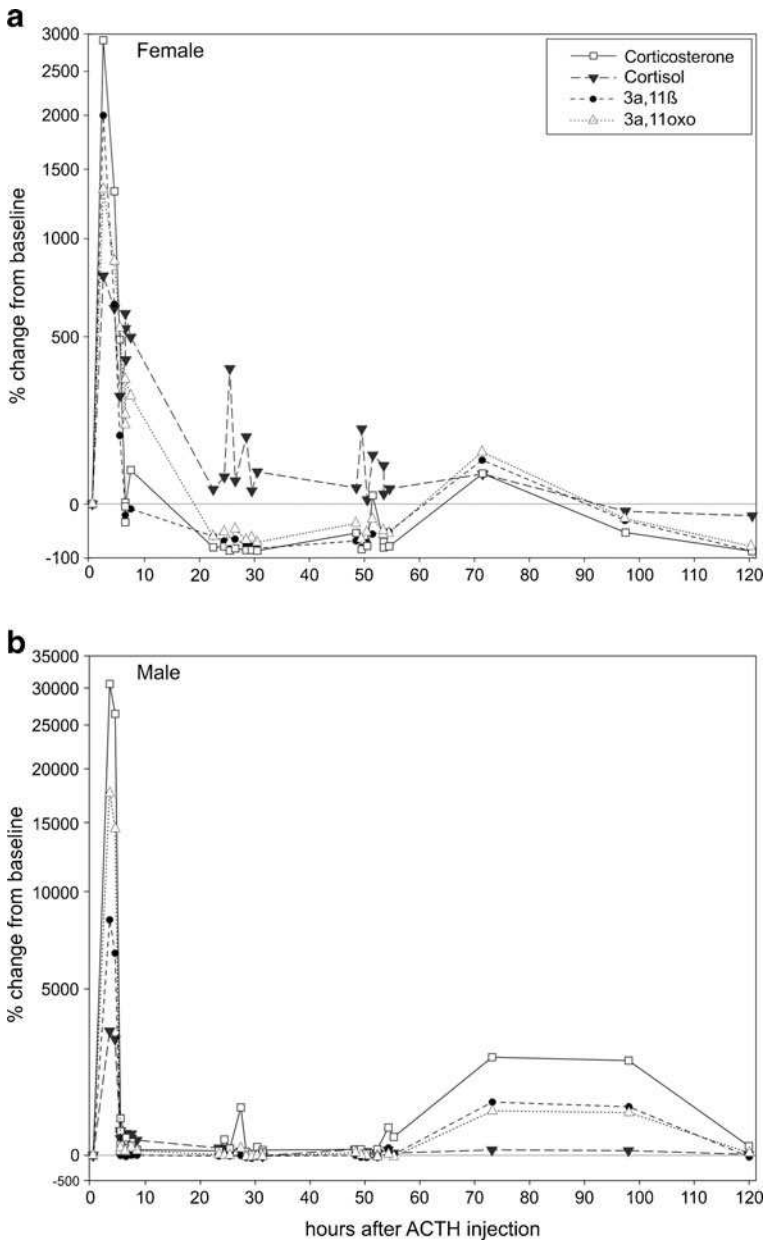 a
Female
Corticosterone
Cortisol
3a,11ß
3a,11oxo
% change from baseline
3000
2500
2000
1500
1000
500
0
-100
0 10 20 30 40 50 60 70 80 90 100 110 120
b
Male
% change from baseline
35000
30000
25000
20000
15000
10000
5000
0
-500
0 10 20 30 40 50 60 70 80 90 100 110 120
hours after ACTH injection